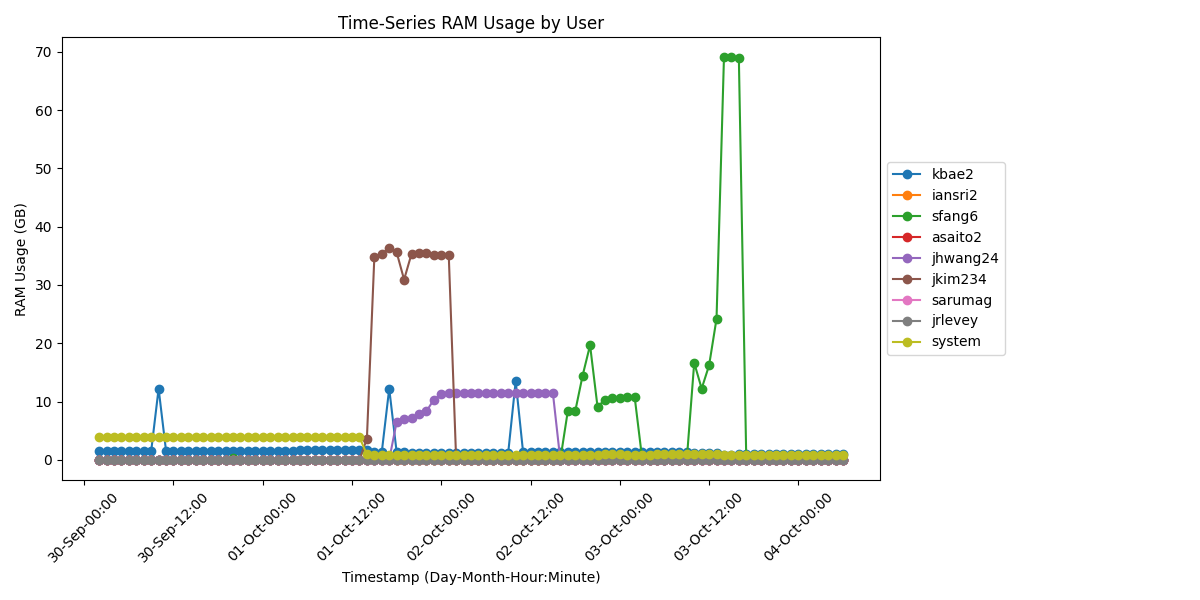 Time-Series RAM Usage by User
RAM Usage (GB)
70
60
50
40
30
20
10
0
30-Sep-00:00
30-Sep-12:00
01-Oct-00:00
01-Oct-12:00
02-Oct-00:00
02-Oct-12:00
03-Oct-00:00
03-Oct-12:00
04-Oct-00:00
Timestamp (Day-Month-Hour:Minute)
kbae2
iansri2
sfang6
asaito2
jhwang24
jkim234
sarumag
jrlevey
system